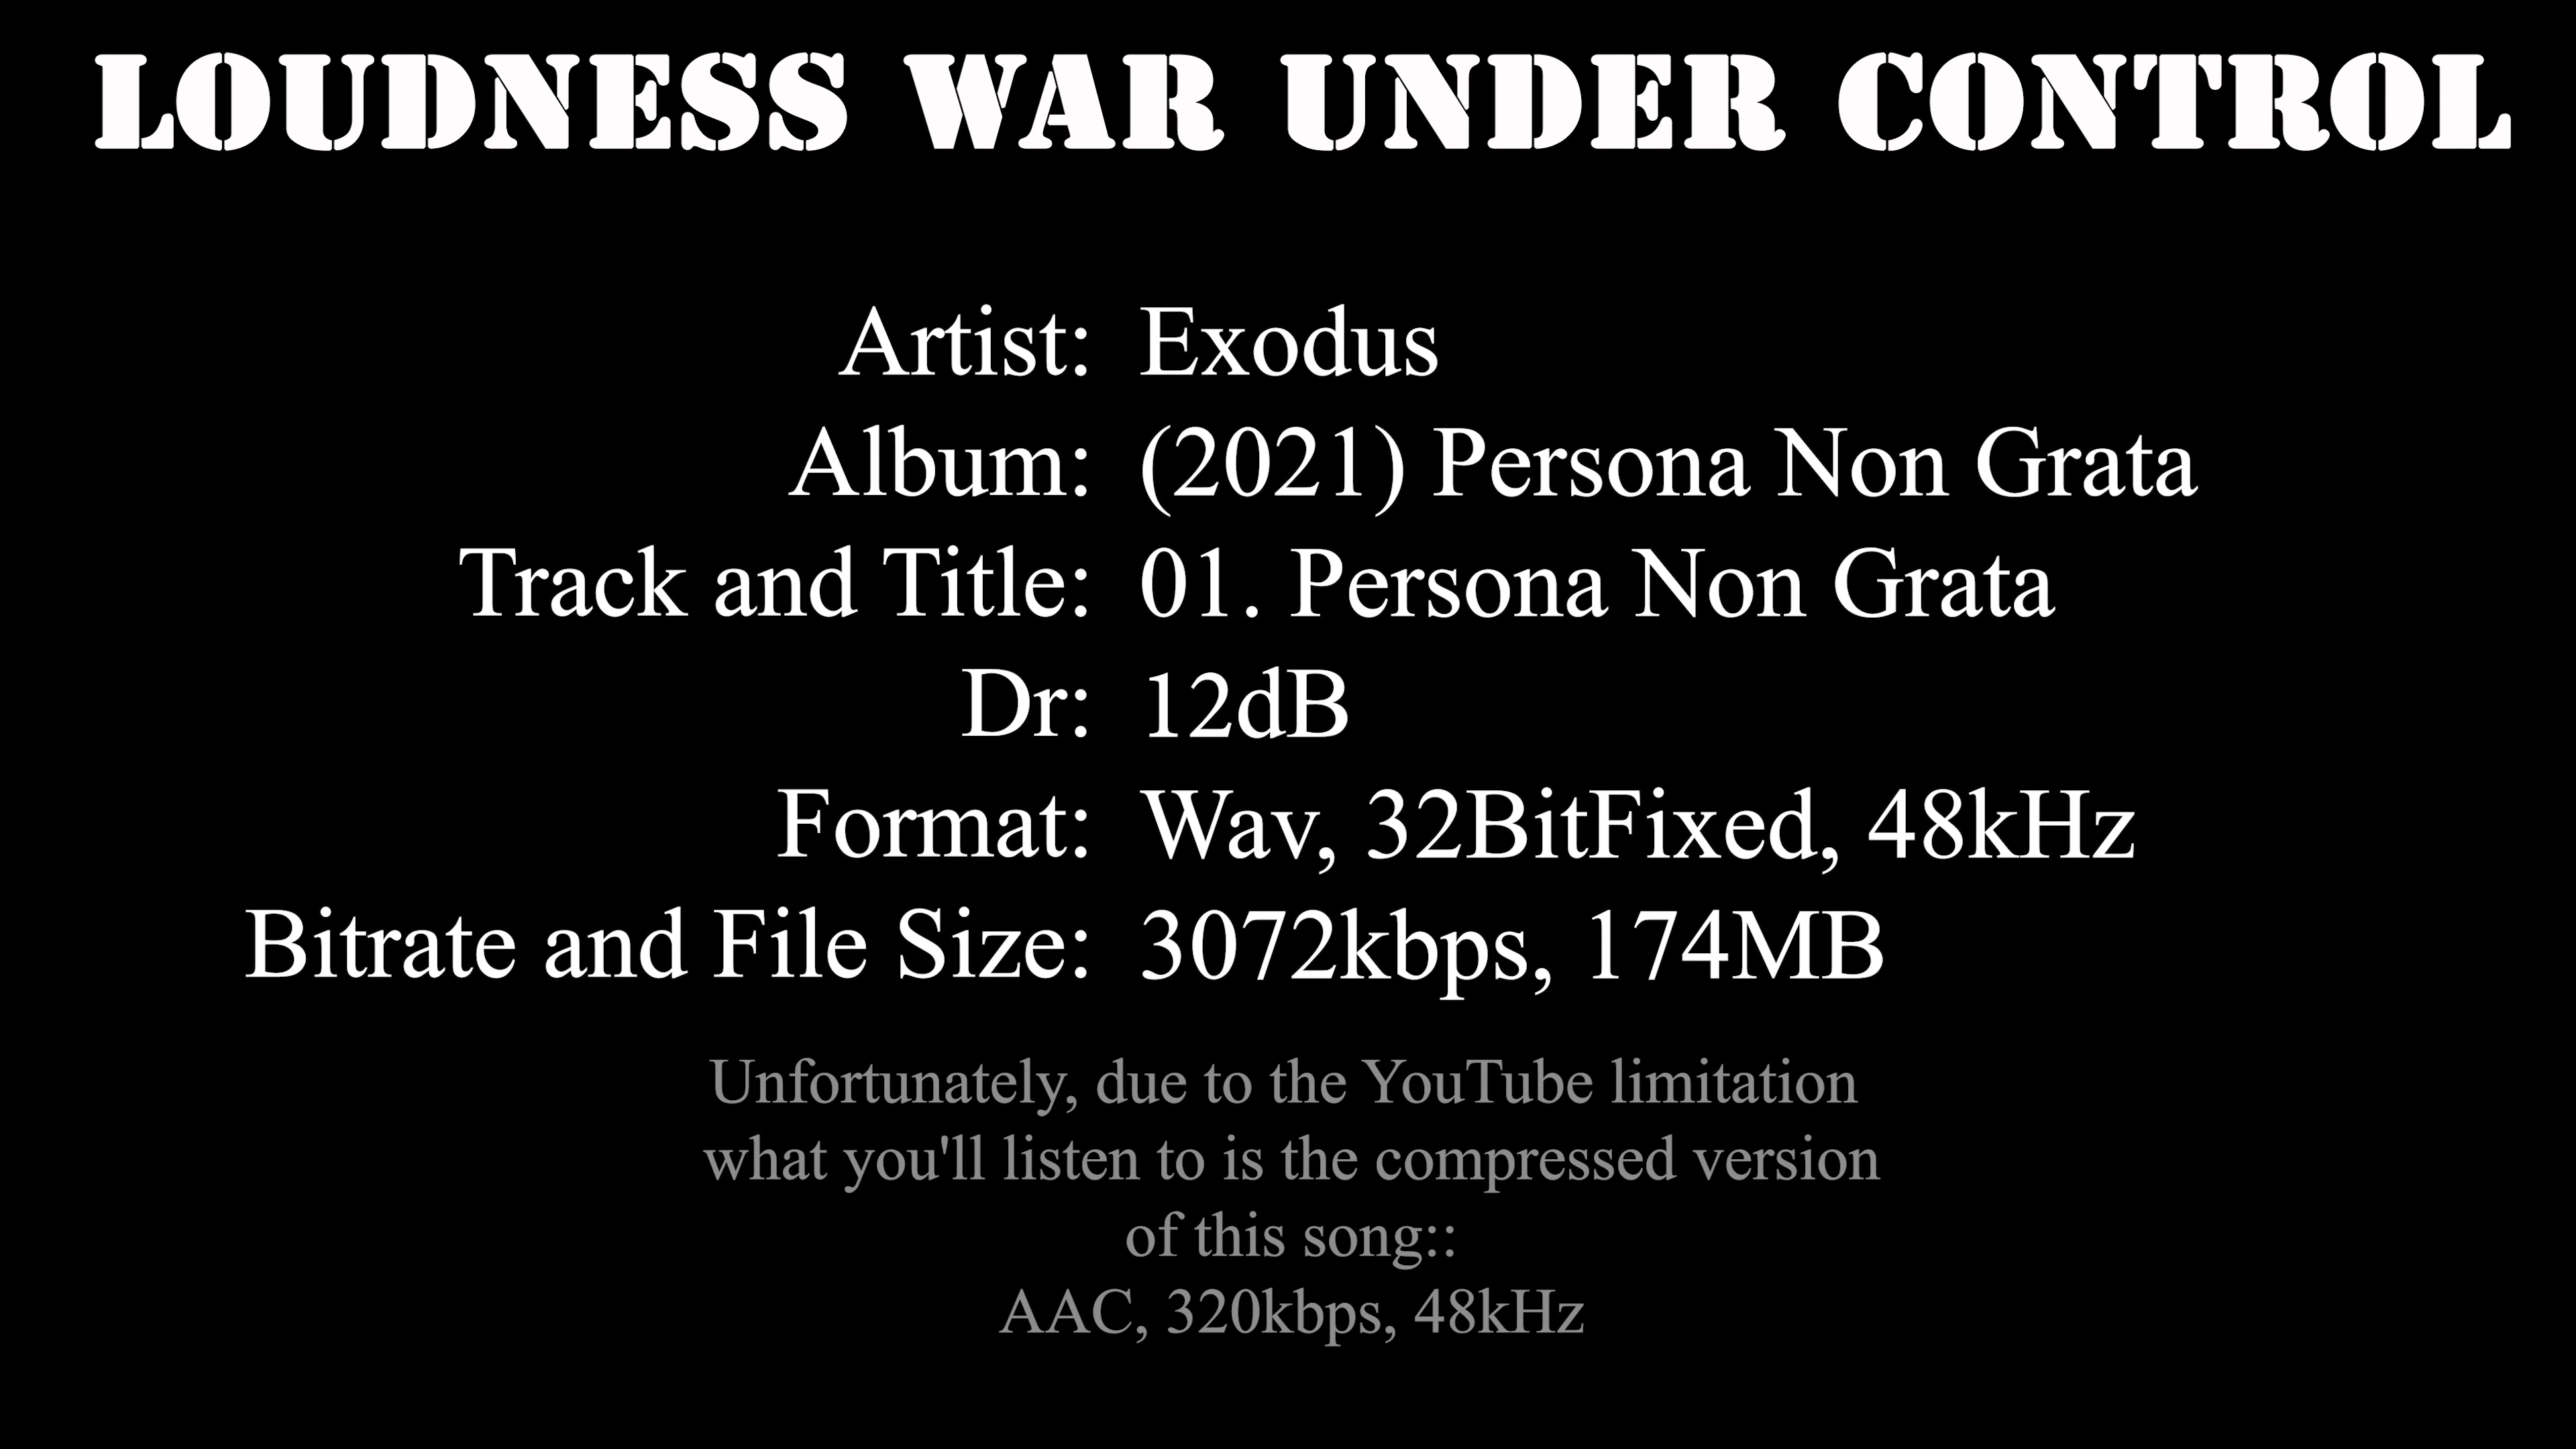 LOUDNESS WAR UNDER CONTROL
Artist: Exodus
Album: (2021) Persona Non Grata
Track and Title: 01. Persona Non Grata
Dr: 12dB
Format: Wav, 32BitFixed, 48kHz
Bitrate and File Size: 3072kbps, 174MB
Unfortunately, due to the YouTube limitation
what you'll listen to is the compressed version
of this song::
AAC, 320kbps, 48kHz